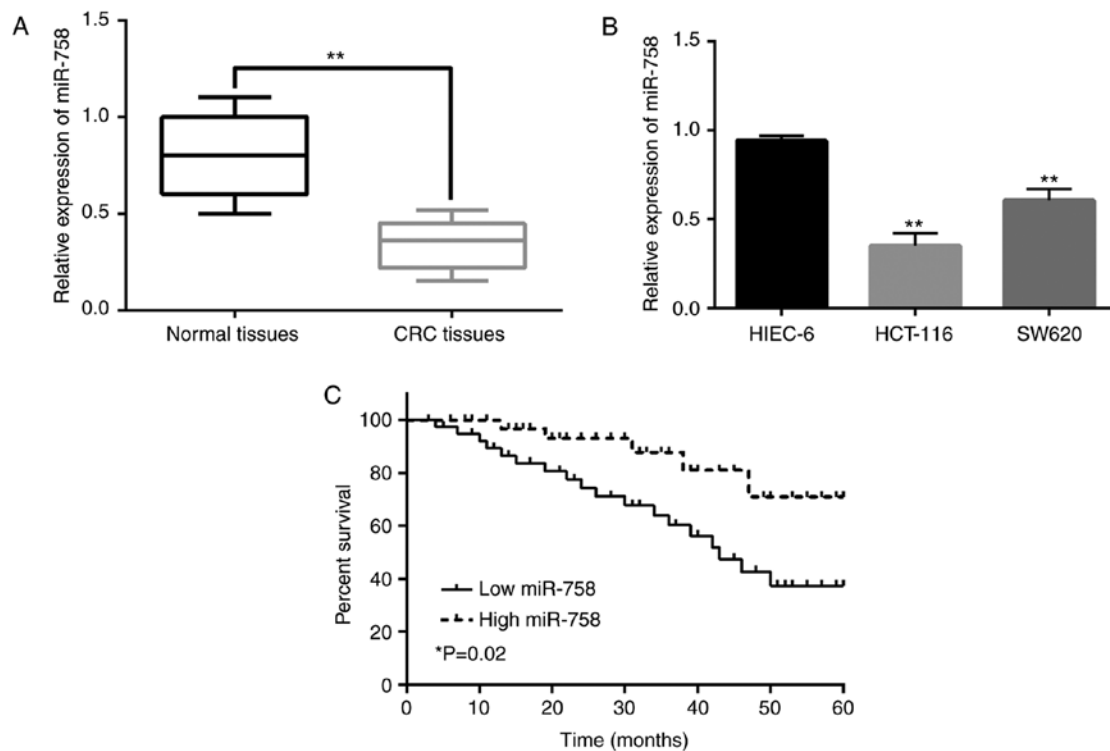 A
Relative expression of miR-758
1.5
1.0
0.5
0.0
**
Normal tissues
CRC tissues
B
Relative expression of miR-758
1.5
1.0
0.5
0.0
**
**
HIEC-6
HCT-116
SW620
C
Percent survival
100
80
60
40
20
0
Low miR-758
High miR-758
*P=0.02
0 10 20 30 40 50 60
Time (months)